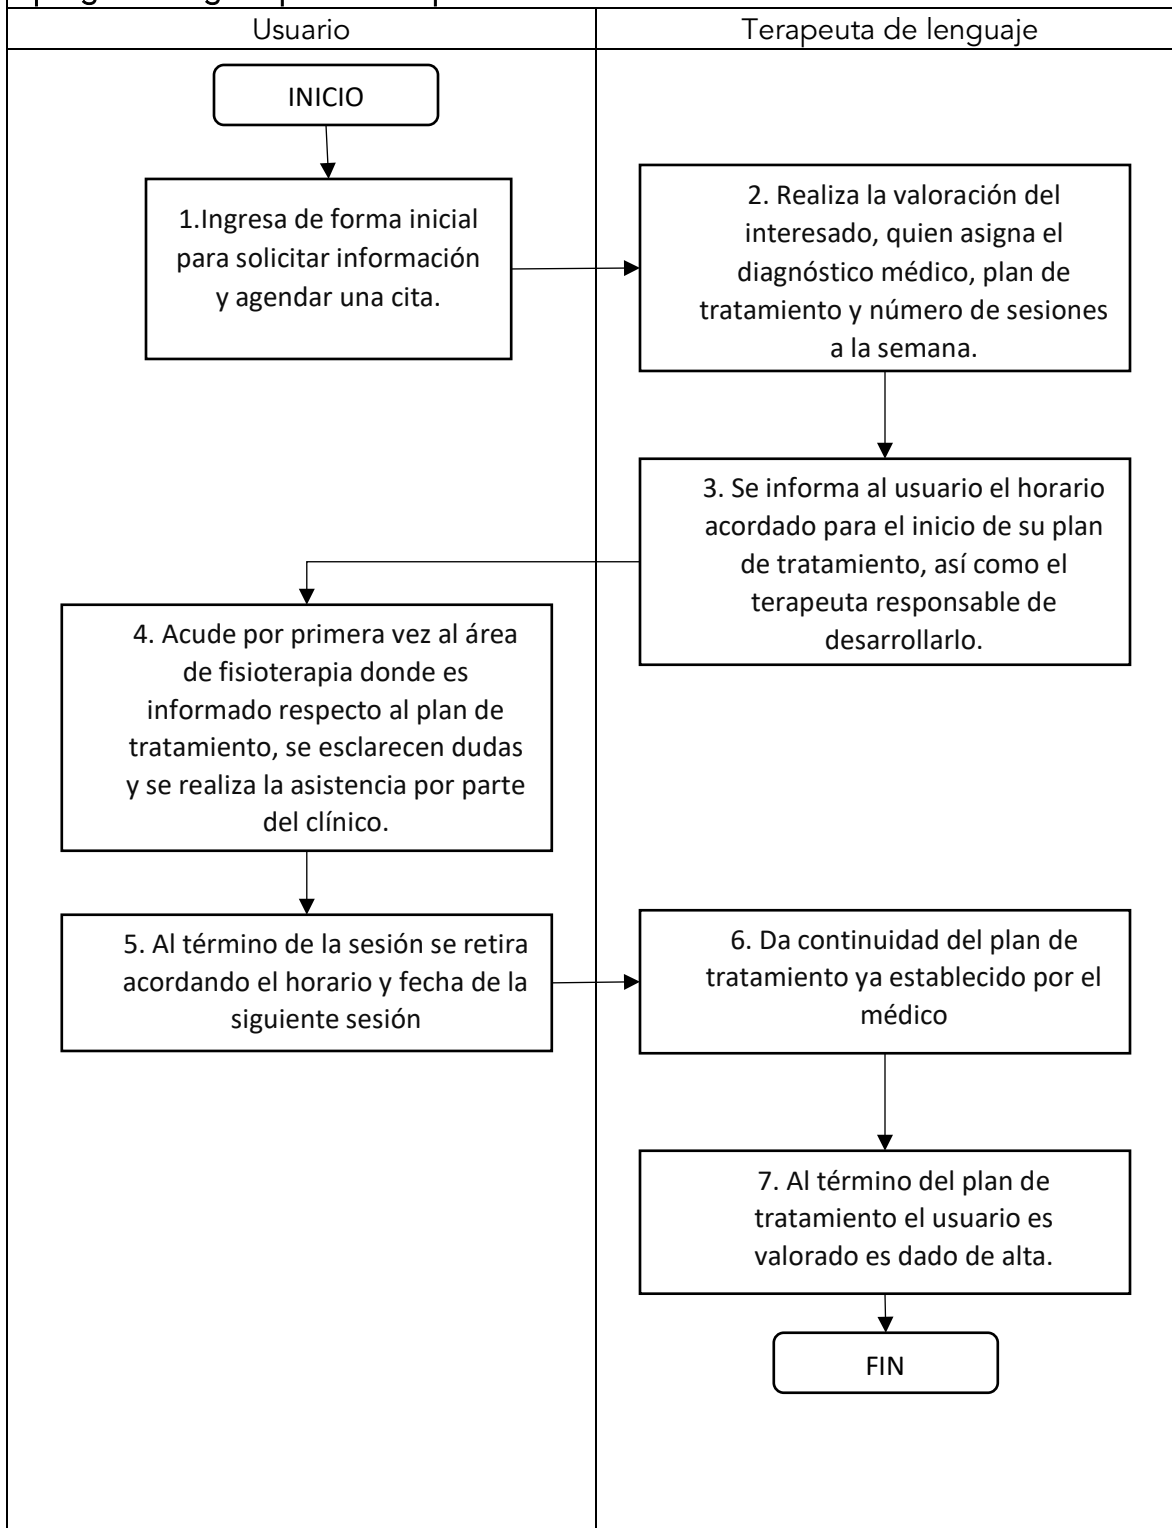 Usuario
Terapeuta de lenguaje
INICIO
1.Ingresa de forma inicial
para solicitar información
y agendar una cita.
2. Realiza la valoración del
interesado, quien asigna el
diagnóstico médico, plan de
tratamiento y número de sesiones
a la semana.
3. Se informa al usuario el horario
acordado para el inicio de su plan
de tratamiento, así como el
terapeuta responsable de
desarrollarlo.
4. Acude por primera vez al área
de fisioterapia donde es
informado respecto al plan de
tratamiento, se esclarecen dudas
y se realiza la asistencia por parte
del clínico.
5. Al término de la sesión se retira
acordando el horario y fecha de la
siguiente sesión
6. Da continuidad del plan de
tratamiento ya establecido por el
médico
7. Al término del plan de
tratamiento el usuario es
valorado es dado de alta.
FIN